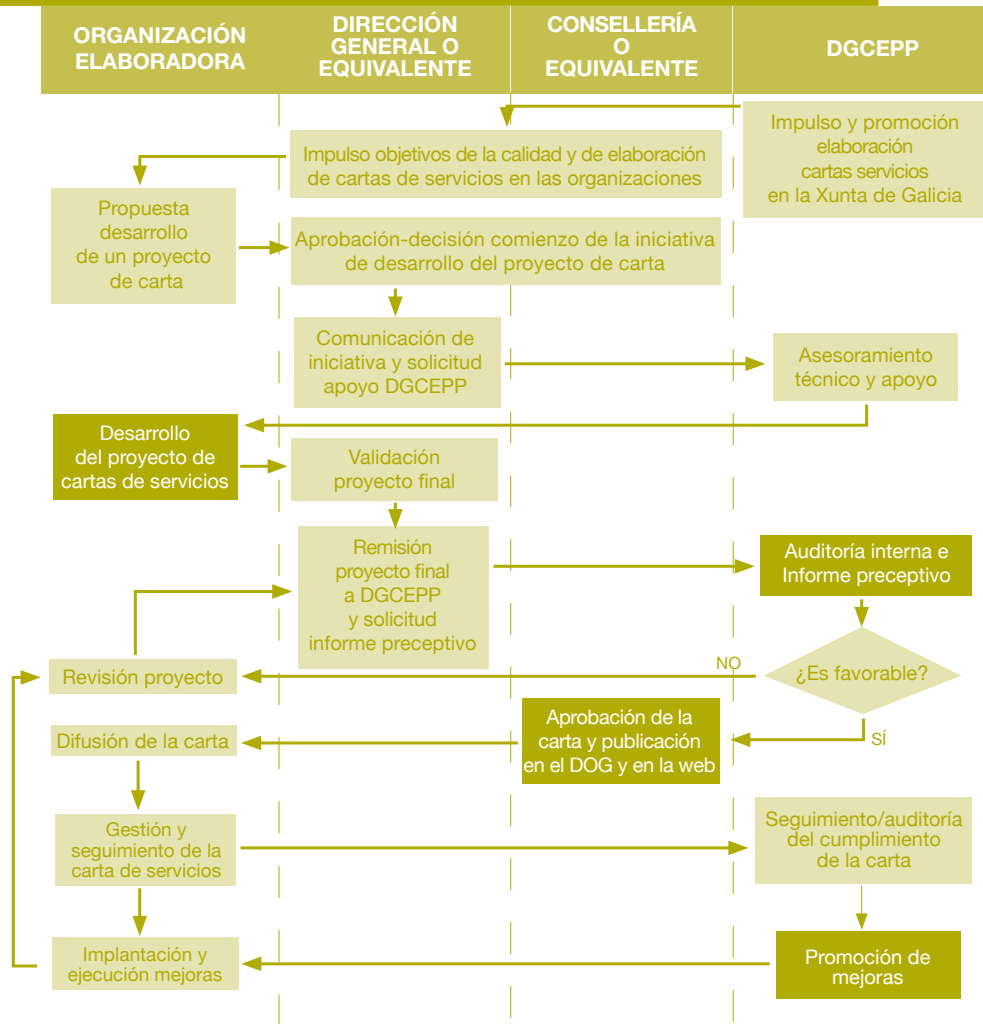 ORGANIZACIÓN
ELABORADORA
DIRECCIÓN
GENERAL O
EQUIVALENTE
CONSELLERÍA
O
EQUIVALENTE
DGCEPP
Impulso y promoción
elaboración
cartas servicios
en la Xunta de Galicia
Impulso objetivos de la calidad y de elaboración
de cartas de servicios en las organizaciones
Propuesta
desarrollo
de un proyecto
de carta
Aprobación-decisión comienzo de la iniciativa
de desarrollo del proyecto de carta
Comunicación de
iniciativa y solicitud
apoyo DGCEPP
Asesoramiento
técnico y apoyo
Desarrollo
del proyecto de
cartas de servicios
Validación
proyecto final
Remisión
proyecto final
a DGCEPP
y solicitud
informe preceptivo
Auditoría interna e
Informe preceptivo
¿Es favorable?
NO
Revisión proyecto
SÍ
Aprobación de la
carta y publicación
en el DOG y en la web
Difusión de la carta
Gestión y
seguimiento de la
carta de servicios
Seguimiento/auditoría
del cumplimiento
de la carta
Promoción de
mejoras
Implantación y
ejecución mejoras